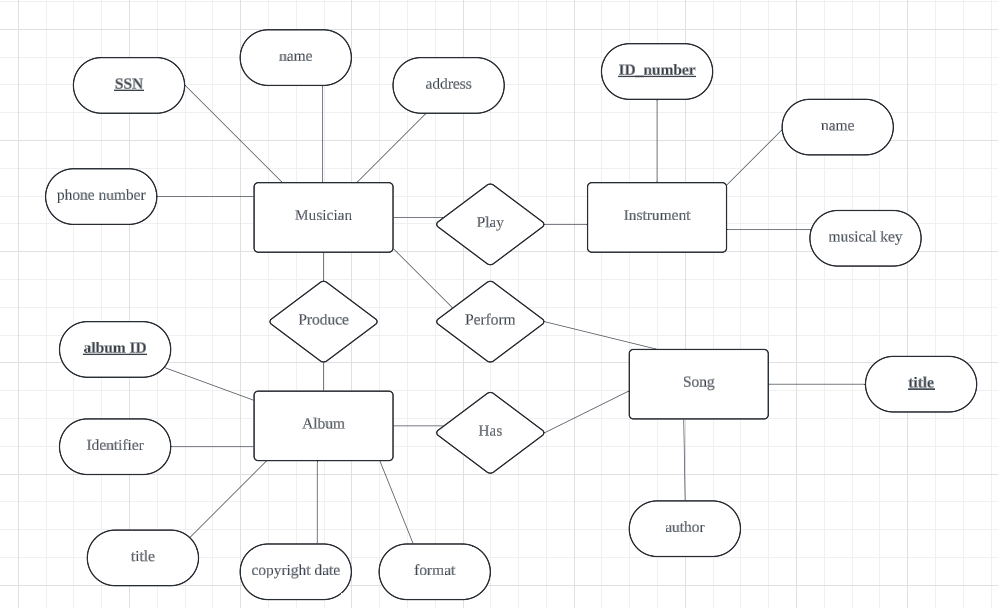 name
SSN
address
ID_number
name
phone number
Musician
Play
Instrument
musical key
Produce
Perform
album ID
Song
title
Album
Has
Identifier
author
title
copyright date
format